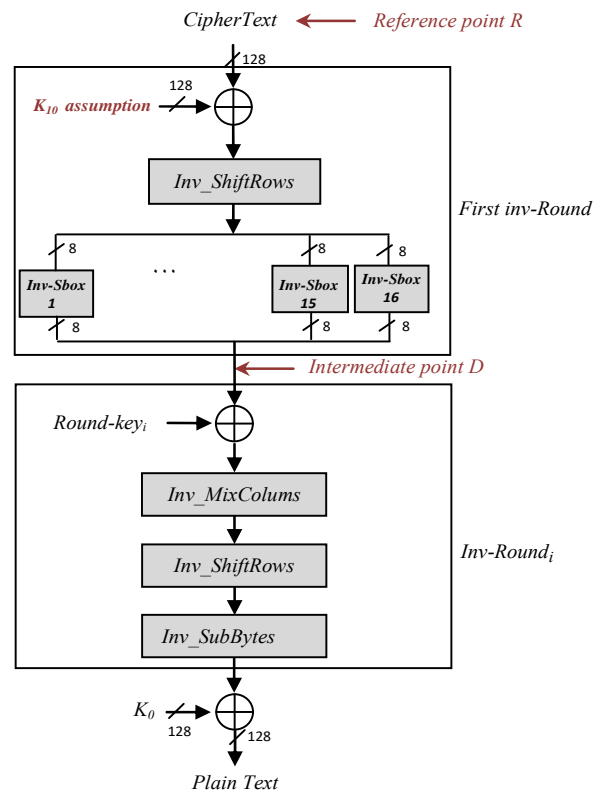 CipherText Reference point R
128
128
K10 assumption
Inv_ShiftRows
First inv-Round
8 8 8
...
Inv-Sbox 1
Inv-Sbox 15
Inv-Sbox 16
8 8 8
Intermediate point D
Round-keyi
Inv_MixColums
Inv_ShiftRows
Inv-Roundi
Inv_SubBytes
K0
128 128
Plain Text